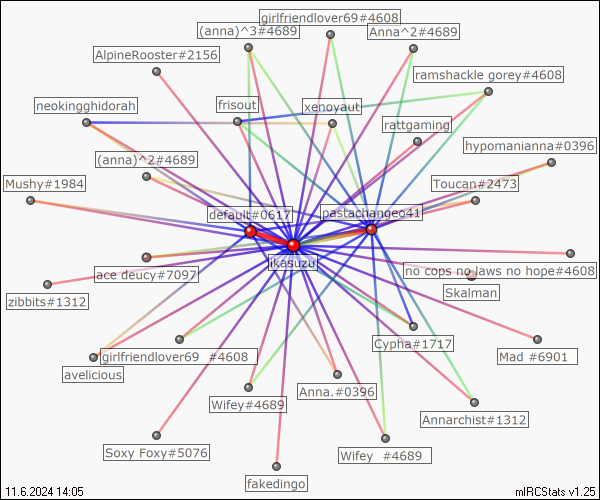 girlfriendlover69#4608
(anna)^3#4689
Anna^2#4689
AlpineRooster#2156
ramshackle gorey#4608
neokingghidorah
frisout
xenoyaut
rattgaming
hypomanianna#0396
(anna)^2#4689
Mushy#1984
Toucan#2473
default#0617
pastachangeo41
ikasuzu
no cops no laws no hope#4608
ace deucy#7097
Skalman
zibbits#1312
Cypha#1717
girlfriendlover69 #4608
Mad #6901
avelicious
Anna.#0396
Wifey#4689
Annarchist#1312
Soxy Foxy#5076
Wifey #4689
fakedingo
11.6.2024 14:05
mIRCStats v1.25